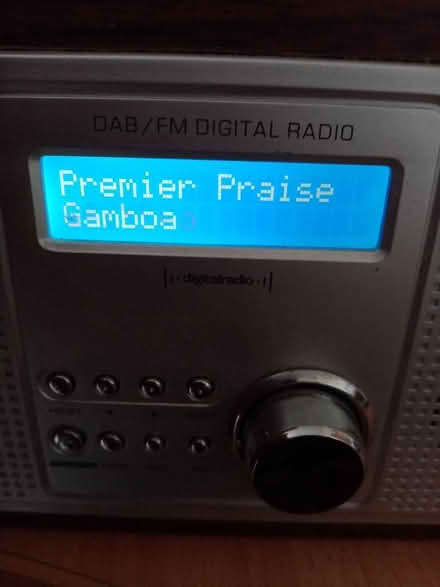 DAB/FM DIGITAL RADIO
Premier Praise
Gamboa
digitalradio